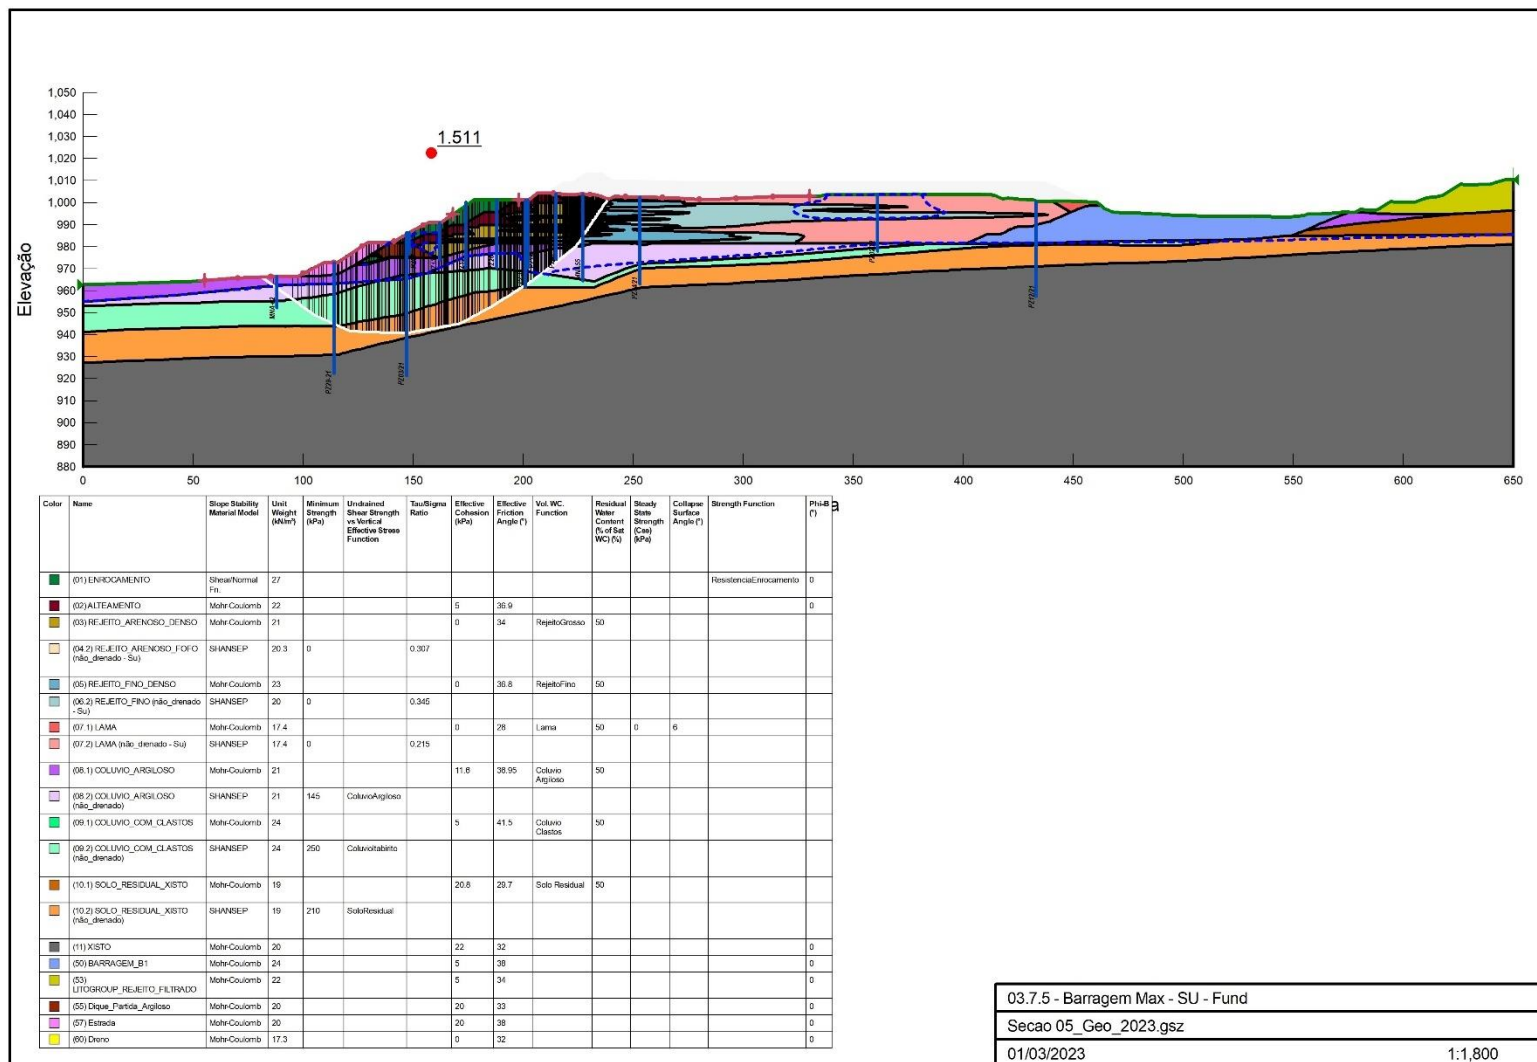 1.511
1,050
1,040
1,030
1,020
1,010
1,000
990
980
970
960
950
940
930
920
910
900
890
880
Elevação
0 50 100 150 200 250 300 350 400 450 500 550 600 650
PZ29-21
PZ03/21
PZ12/21
a
Color Name Slope Stability Material Model Unit Weight (kN/m³) Minimum Strength (kPa) Undrained Shear Strength vs Vertical Effective Stress Function Tau/Sigma Ratio Effective Cohesion (kPa) Effective Friction Angle (°) Vol. WC. Function Residual Water Content (% of Sat WC) (%) Steady State Strength (Css) (kPa) Collapse Surface Angle (°) Strength Function Phi-B (°)
(01) ENROCAMENTO Shear/Normal Fn. 27 ResistenciaEnrocamento 0
(02) ALTEAMENTO Mohr-Coulomb 22 5 36.9 0
(03) REJEITO_ARENOSO_DENSO Mohr-Coulomb 21 0 34 RejeitoGrosso 50
(04.2) REJEITO_ARENOSO_FOFO (não_drenado - Su) SHANSEP 20.3 0 0.307
(05) REJEITO_FINO_DENSO Mohr-Coulomb 23 0 36.8 RejeitoFino 50
(06.2) REJEITO_FINO (não_drenado - Su) SHANSEP 20 0 0.345
(07.1) LAMA Mohr-Coulomb 17.4 0 28 Lama 50 0 6
(07.2) LAMA (não_drenado - Su) SHANSEP 17.4 0 0.215
(08.1) COLUVIO_ARGILOSO Mohr-Coulomb 21 11.6 38.95 Coluvio Argiloso 50
(08.2) COLUVIO_ARGILOSO (não_drenado) SHANSEP 21 145 ColuvioArgiloso
(09.1) COLUVIO_COM_CLASTOS Mohr-Coulomb 24 5 41.5 Coluvio Clastos 50
(09.2) COLUVIO_COM_CLASTOS (não_drenado) SHANSEP 24 250 ColuvioItabirito
(10.1) SOLO_RESIDUAL_XISTO Mohr-Coulomb 19 20.8 29.7 Solo Residual 50
(10.2) SOLO_RESIDUAL_XISTO (não_drenado) SHANSEP 19 210 SoloResidual
(11) XISTO Mohr-Coulomb 20 22 32 0
(50) BARRAGEM_B1 Mohr-Coulomb 24 5 38 0
(53) LITOGROUP_REJEITO_FILTRADO Mohr-Coulomb 22 5 34 0
(55) Dique_Partida_Argiloso Mohr-Coulomb 20 20 33 0
(57) Estrada Mohr-Coulomb 20 20 38 0
(60) Dreno Mohr-Coulomb 17.3 0 32 0
03.7.5 - Barragem Max - SU - Fund
Secao 05_Geo_2023.gsz
01/03/2023 1:1,800